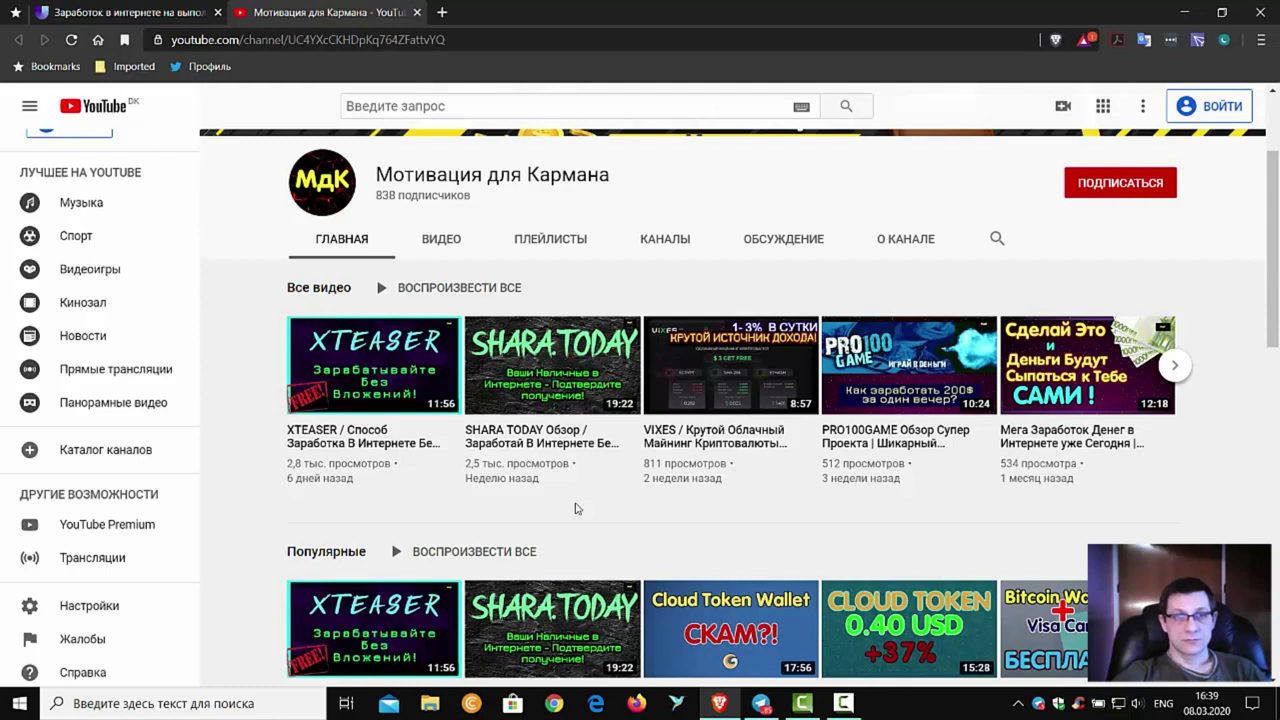 Заработок в интернете на выпол
Мотивация для Кармана - YouTu
youtube.com/channel/UC4YXcCKHDpKq764ZFattvYQ
Bookmarks
Imported
Профиль
YouTube DK
Введите запрос
ВОЙТИ
ЛУЧШЕЕ НА YOUTUBE
Музыка
Спорт
Видеоигры
Кинозал
Новости
Прямые трансляции
Панорамные видео
Каталог каналов
ДРУГИЕ ВОЗМОЖНОСТИ
YouTube Premium
Трансляции
Настройки
Жалобы
Справка
МдК
Мотивация для Кармана
838 подписчиков
ПОДПИСАТЬСЯ
ГЛАВНАЯ
ВИДЕО
ПЛЕЙЛИСТЫ
КАНАЛЫ
ОБСУЖДЕНИЕ
О КАНАЛЕ
Все видео
ВОСПРОИЗВЕСТИ ВСЕ
XTEASER
Зарабатывайте
Без
Вложений!
FREE!
11:56
SHARA.TODAY
Ваши Наличные в
Интернете - Подтвердите
получение!
19:22
VIXES
1-3% В СУТКИ
КРУТОЙ ИСТОЧНИК ДОХОДА!
$ 3 GET FREE
8:57
PRO100
GAME
ИГРАЙ В ДЕНЬГИ
Как заработать 200$
за один вечер?
10:24
Сделай Это
и
Деньги Будут
Сыпаться к Тебе
САМИ !
12:18
XTEASER / Способ
Заработка В Интернете Бе...
2,8 тыс. просмотров •
6 дней назад
SHARA TODAY Обзор /
Заработай В Интернете Бе...
2,5 тыс. просмотров •
Неделю назад
VIXES / Крутой Облачный
Майнинг Криптовалюты...
811 просмотров •
2 недели назад
PRO100GAME Обзор Супер
Проекта | Шикарный...
512 просмотров •
3 недели назад
Мега Заработок Денег в
Интернете уже Сегодня |...
534 просмотра •
1 месяц назад
Популярные
ВОСПРОИЗВЕСТИ ВСЕ
XTEASER
Зарабатывайте
Без
Вложений!
FREE!
11:56
SHARA.TODAY
Ваши Наличные в
Интернете - Подтвердите
получение!
19:22
Cloud Token Wallet
СКАМ?!
17:56
CLOUD TOKEN
0.40 USD
+37%
15:28
Bitcoin Wa
+
Visa Ca
БЕСПЛА
Введите здесь текст для поиска
ENG
16:39
08.03.2020